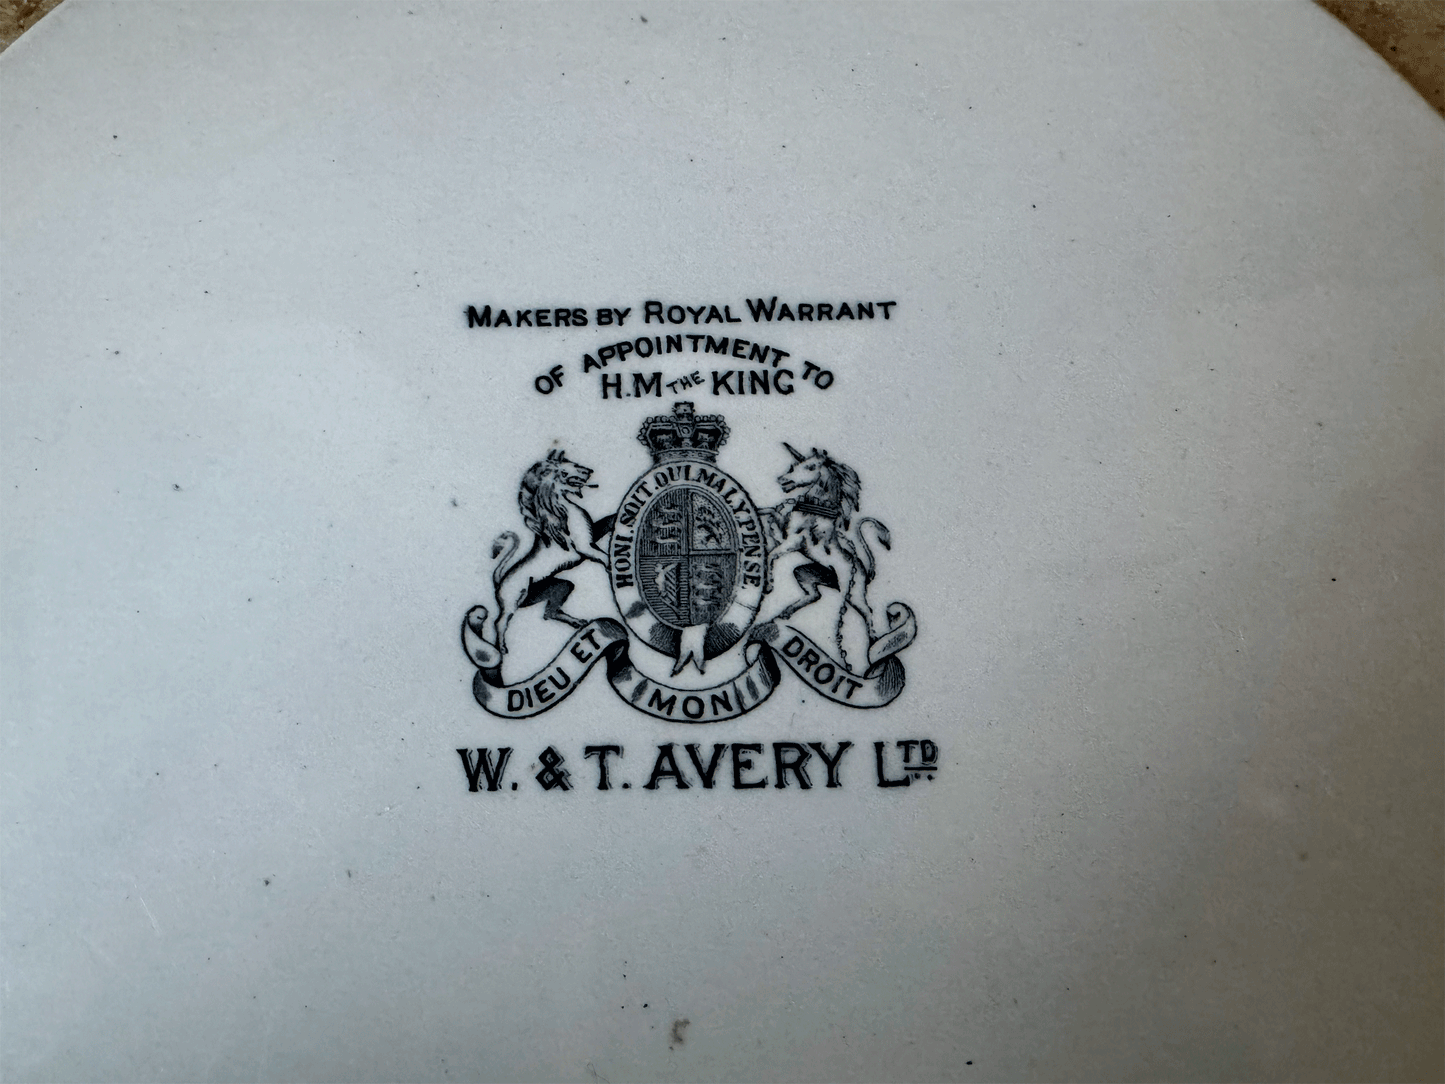 MAKERS BY ROYAL WARRANT
OF APPOINTMENT TO
H.M THE KING
HONI.SOIT.QUI.MAL.Y.PENSE
DIEU ET MON DROIT
W. & T. AVERY LTD